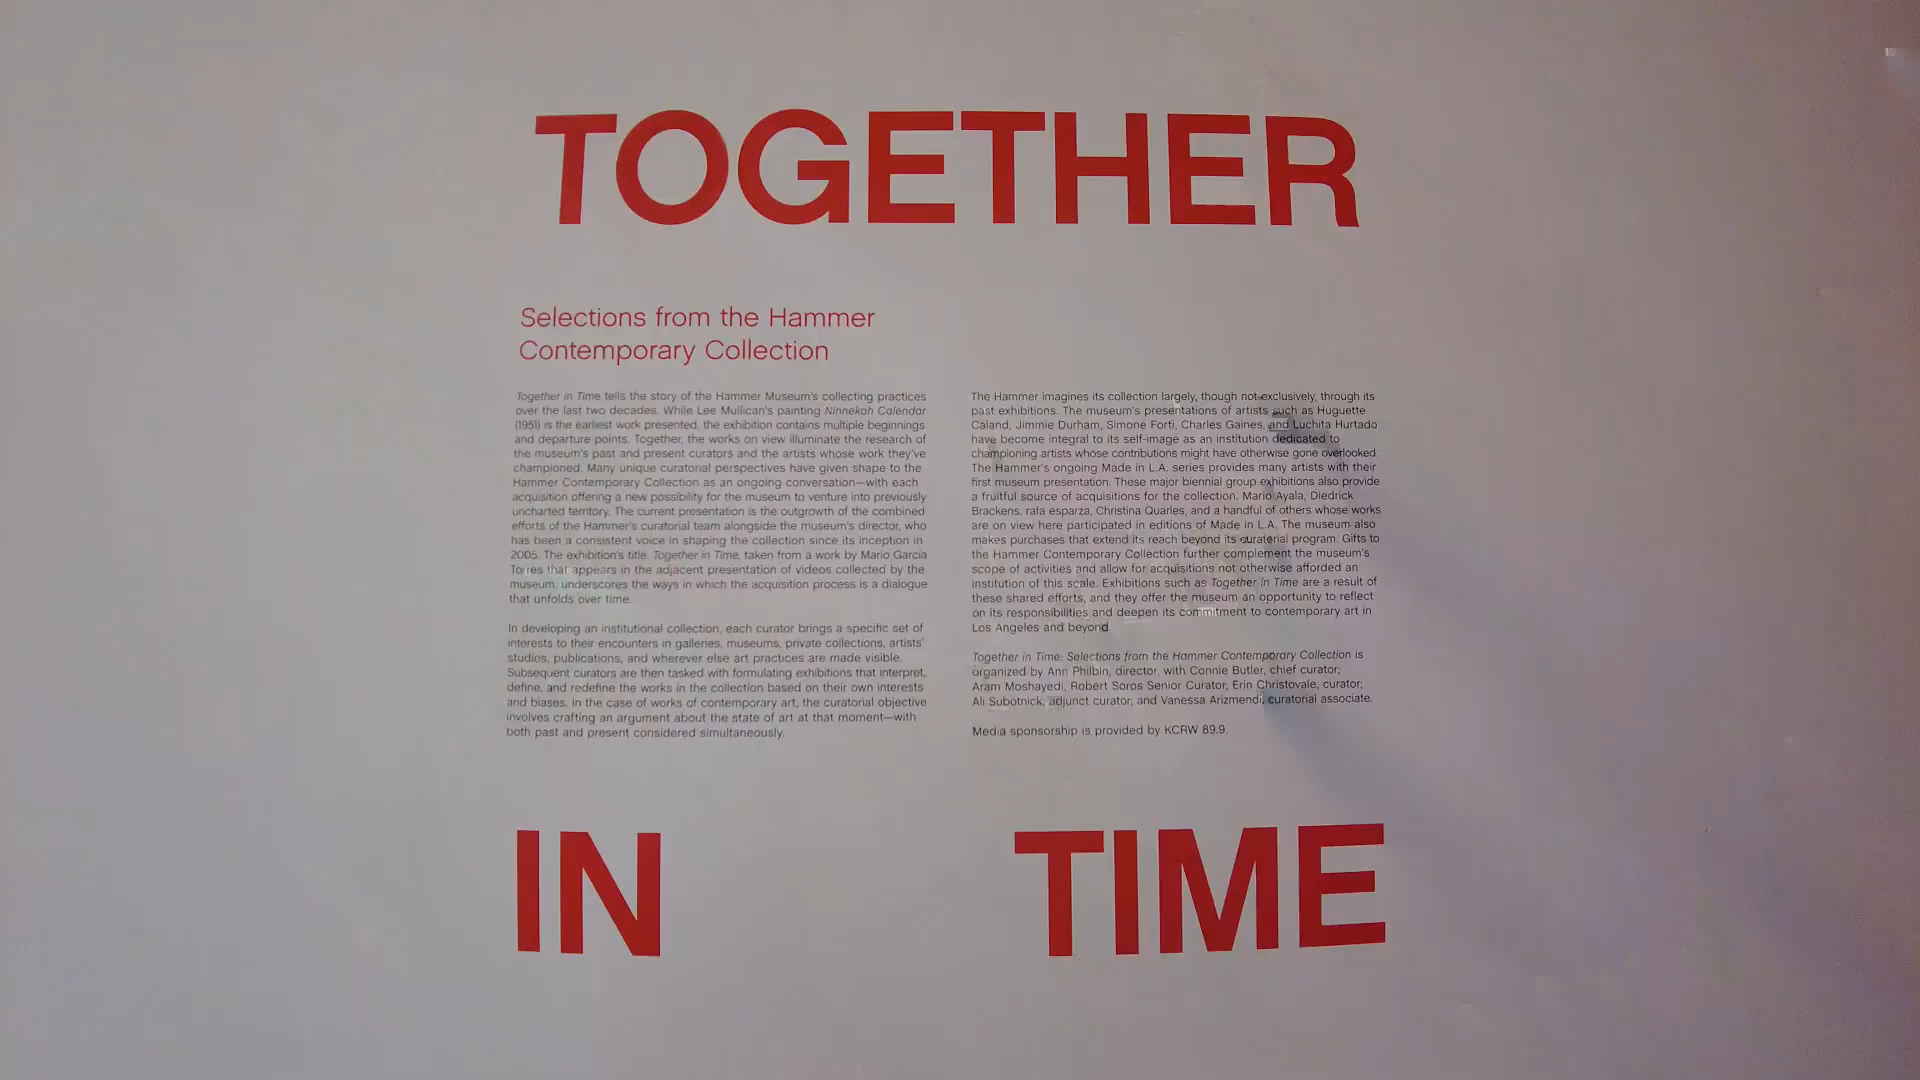 TOGETHER
Selections from the Hammer
Contemporary Collection
Together in Time tells the story of the Hammer Museum's collecting practices
over the last two decades. While Lee Mullican's painting Ninnekah Calendar
(1951) is the earliest work presented, the exhibition contains multiple beginnings
and departure points. Together, the works on view illuminate the research of
the museum's past and present curators and the artists whose work they've
championed. Many unique curatorial perspectives have given shape to the
Hammer Contemporary Collection as an ongoing conversation—with each
acquisition offering a new possibility for the museum to venture into previously
uncharted territory. The current presentation is the outgrowth of the combined
efforts of the Hammer's curatorial team alongside the museum's director, who
has been a consistent voice in shaping the collection since its inception in
2005. The exhibition's title, Together in Time, taken from a work by Mario García
Torres that appears in the adjacent presentation of videos collected by the
museum, underscores the ways in which the acquisition process is a dialogue
that unfolds over time.
In developing an institutional collection, each curator brings a specific set of
interests to their encounters in galleries, museums, private collections, artists'
studios, publications, and wherever else art practices are made visible.
Subsequent curators are then tasked with formulating exhibitions that interpret,
define, and redefine the works in the collection based on their own interests
and biases. In the case of works of contemporary art, the curatorial objective
involves crafting an argument about the state of art at that moment—with
both past and present considered simultaneously.
The Hammer imagines its collection largely, though not exclusively, through its
past exhibitions. The museum's presentations of artists such as Huguette
Caland, Jimmie Durham, Simone Forti, Charles Gaines, and Luchita Hurtado
have become integral to its self-image as an institution dedicated to
championing artists whose contributions might have otherwise gone overlooked.
The Hammer's ongoing Made in L.A. series provides many artists with their
first museum presentation. These major biennial group exhibitions also provide
a fruitful source of acquisitions for the collection. Mario Ayala, Diedrick
Brackens, rafa esparza, Christina Quarles, and a handful of others whose works
are on view here participated in editions of Made in L.A. The museum also
makes purchases that extend its reach beyond its curatorial program. Gifts to
the Hammer Contemporary Collection further complement the museum's
scope of activities and allow for acquisitions not otherwise afforded an
institution of this scale. Exhibitions such as Together in Time are a result of
these shared efforts, and they offer the museum an opportunity to reflect
on its responsibilities and deepen its commitment to contemporary art in
Los Angeles and beyond.
Together in Time: Selections from the Hammer Contemporary Collection is
organized by Ann Philbin, director, with Connie Butler, chief curator;
Aram Moshayedi, Robert Soros Senior Curator; Erin Christovale, curator;
Ali Subotnick, adjunct curator; and Vanessa Arizmendi, curatorial associate.
Media sponsorship is provided by KCRW 89.9.
IN TIME